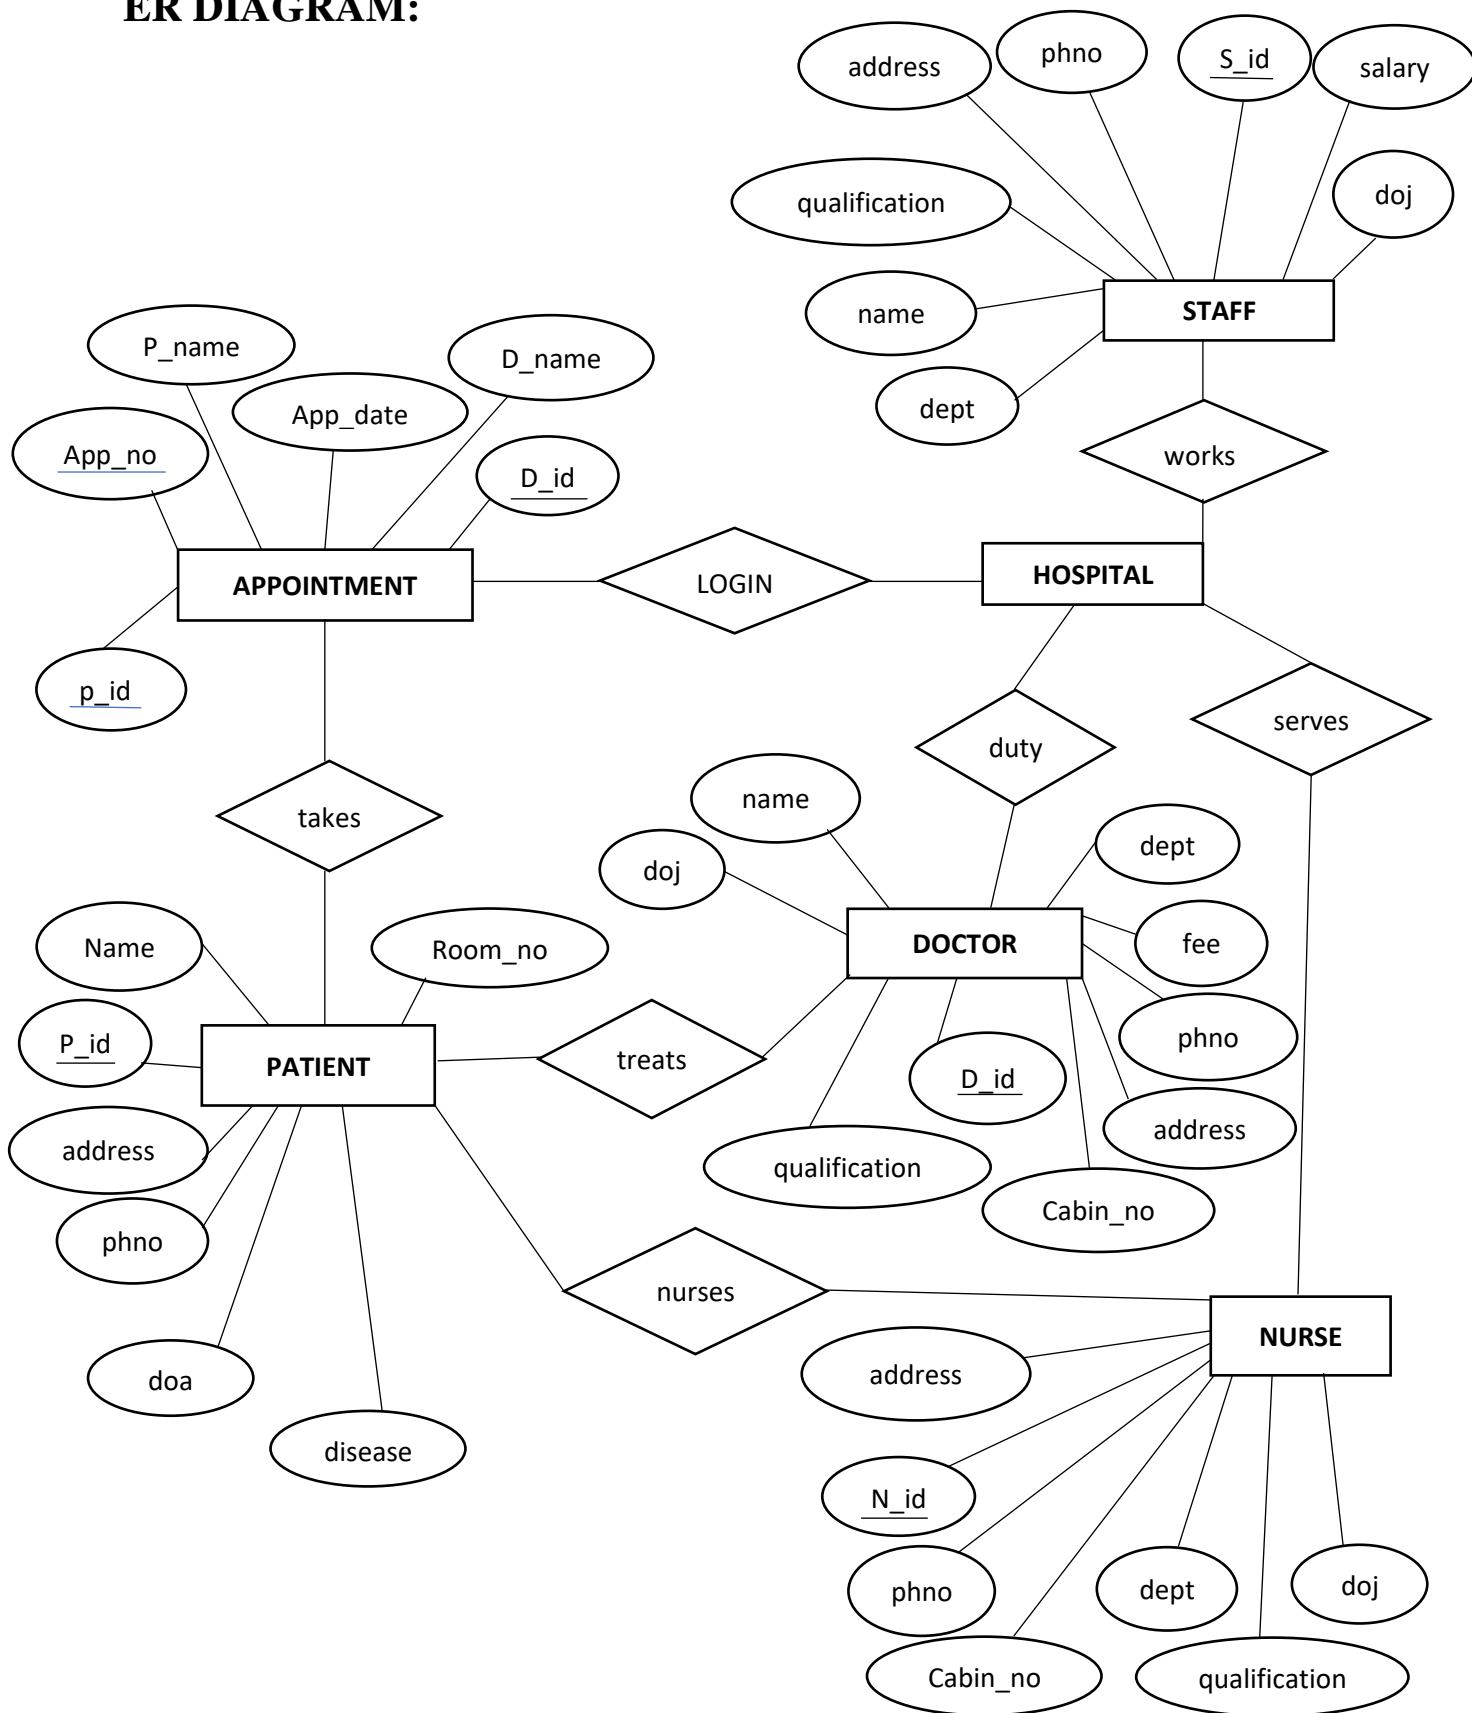 ER DIAGRAM:
address
phno
S_id
salary
qualification
doj
name
STAFF
dept
works
P_name
D_name
App_date
App_no
D_id
APPOINTMENT
LOGIN
HOSPITAL
p_id
duty
serves
takes
name
dept
doj
Name
Room_no
DOCTOR
fee
P_id
PATIENT
treats
phno
D_id
address
address
qualification
Cabin_no
phno
nurses
NURSE
doa
address
disease
N_id
phno
dept
doj
Cabin_no
qualification